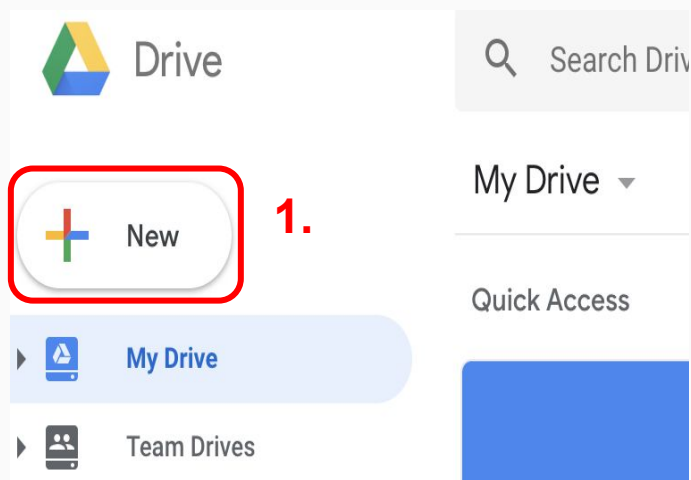 Drive
Search Driv
My Drive
New
1.
Quick Access
My Drive
Team Drives